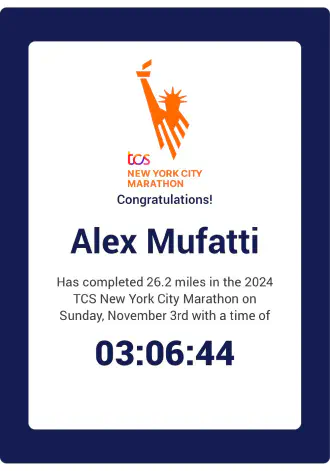 tcs
NEW YORK CITY
MARATHON
Congratulations!
Alex Mufatti
Has completed 26.2 miles in the 2024
TCS New York City Marathon on
Sunday, November 3rd with a time of
03:06:44